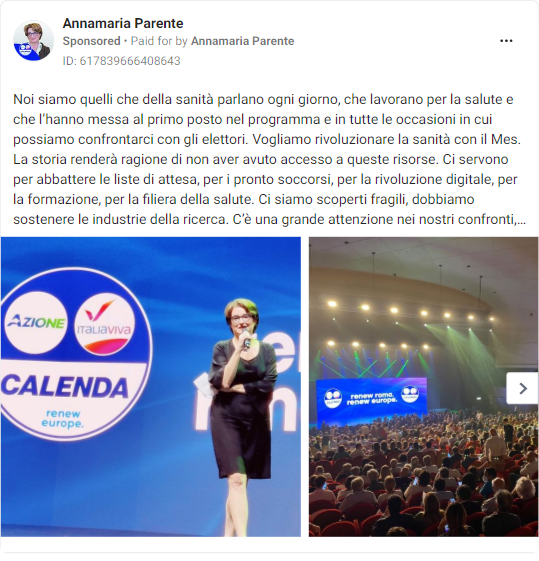 Annamaria Parente
Sponsored • Paid for by Annamaria Parente
ID: 617839666408643
Noi siamo quelli che della sanità parlano ogni giorno, che lavorano per la salute e
che l'hanno messa al primo posto nel programma e in tutte le occasioni in cui
possiamo confrontarci con gli elettori. Vogliamo rivoluzionare la sanità con il Mes.
La storia renderà ragione di non aver avuto accesso a queste risorse. Ci servono
per abbattere le liste di attesa, per i pronto soccorsi, per la rivoluzione digitale, per
la formazione, per la filiera della salute. Ci siamo scoperti fragili, dobbiamo
sostenere le industrie della ricerca. C'è una grande attenzione nei nostri confronti,...
AZIONE
ITALIAVIVA
CALENDA
renew
europe.
renew roma.
renew europe.